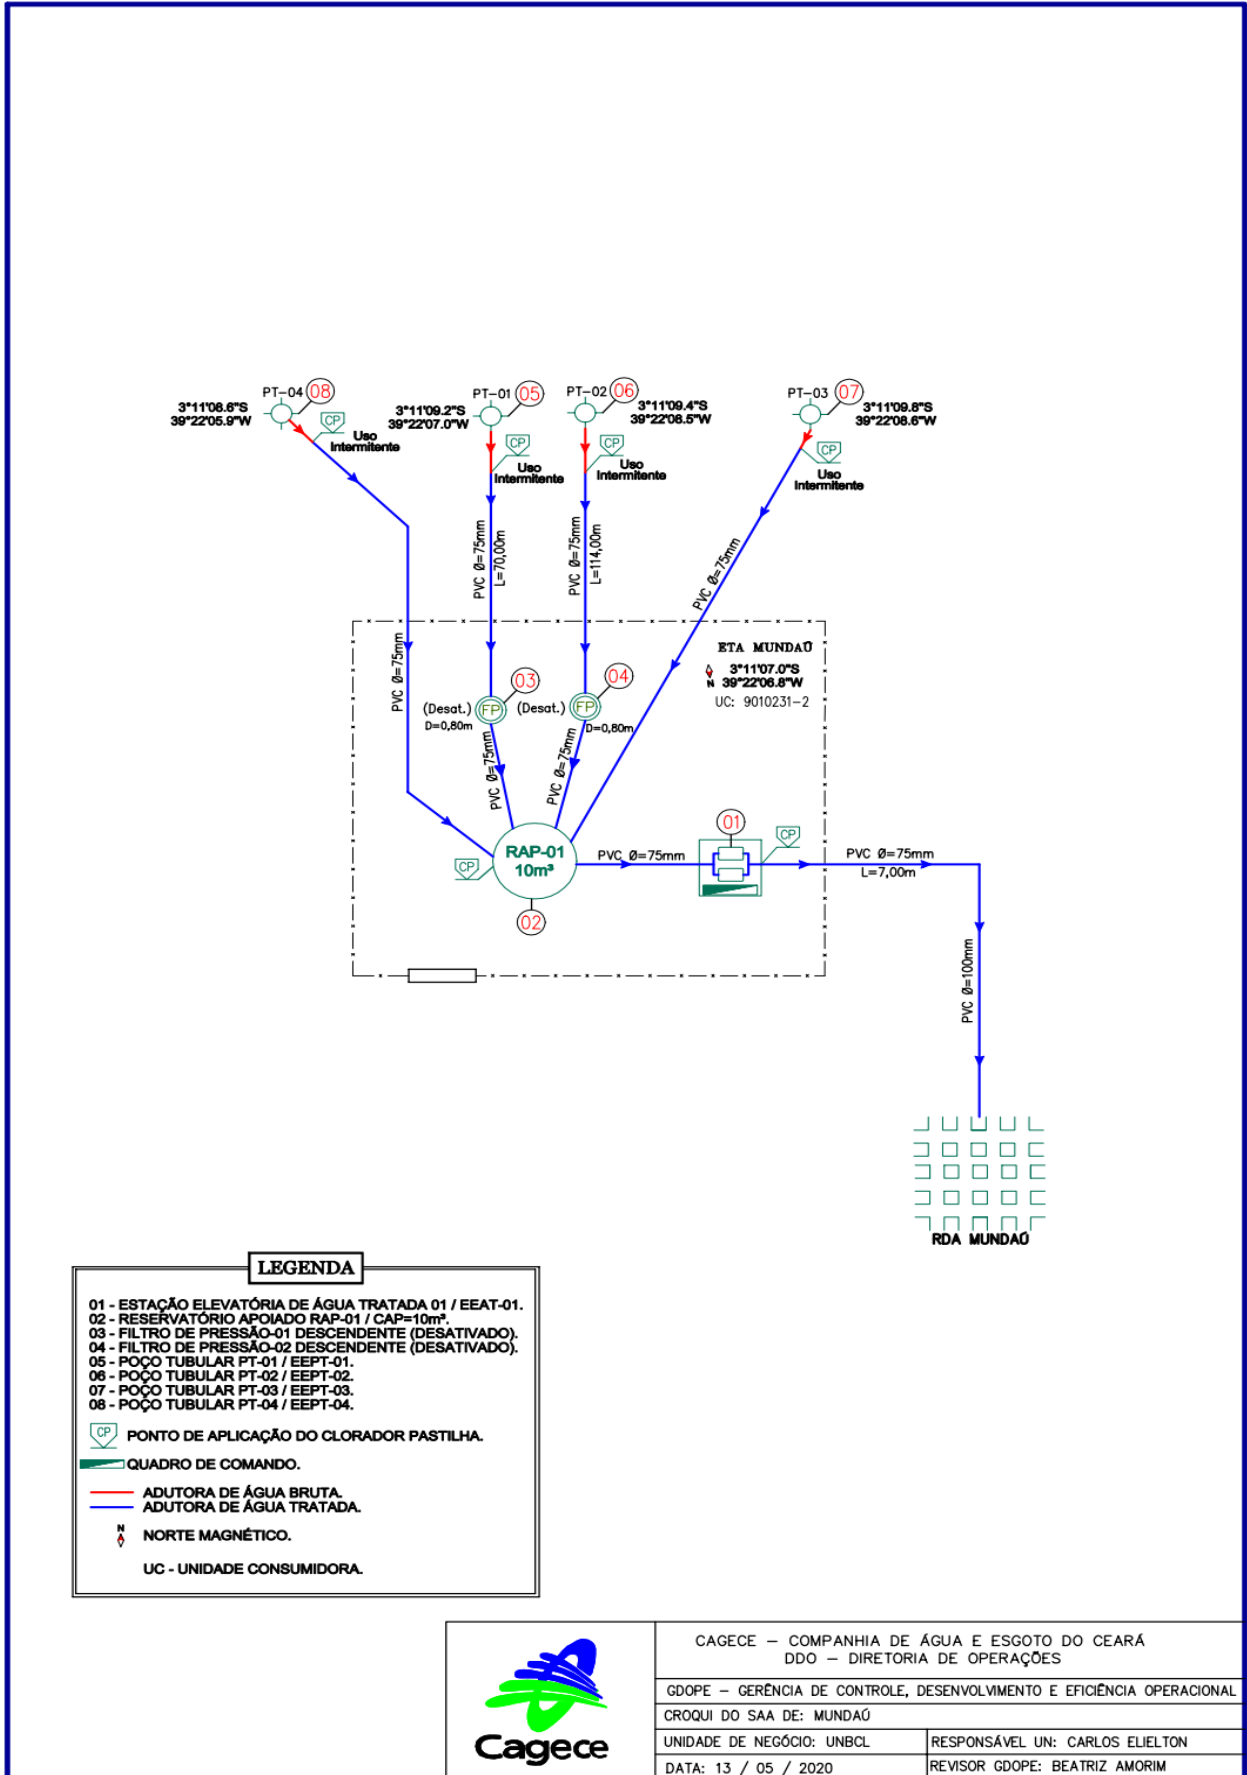 PT-04 08
3°11'08.6"S
39°22'05.9"W
CP
Uso
Intermitente
PT-01 05
3°11'09.2"S
39°22'07.0"W
CP
Uso
Intermitente
PT-02 06
3°11'09.4"S
39°22'08.5"W
CP
Uso
Intermitente
PT-03 07
3°11'09.8"S
39°22'08.6"W
CP
Uso
Intermitente
PVC Ø=75mm
L=70,00m
PVC Ø=75mm
L=114,00m
PVC Ø=75mm
PVC Ø=75mm
ETA MUNDAÚ
3°11'07.0"S
N 39°22'06.8"W
UC: 9010231-2
03
(Desat.) FP
D=0,80m
04
(Desat.) FP
D=0,80m
PVC Ø=75mm
PVC Ø=75mm
RAP-01
10m³
CP
02
PVC Ø=75mm
01
CP
PVC Ø=75mm
L=7,00m
PVC Ø=100mm
RDA MUNDAÚ
LEGENDA
01 - ESTAÇÃO ELEVATÓRIA DE ÁGUA TRATADA 01 / EEAT-01.
02 - RESERVATÓRIO APOIADO RAP-01 / CAP=10m³.
03 - FILTRO DE PRESSÃO-01 DESCENDENTE (DESATIVADO).
04 - FILTRO DE PRESSÃO-02 DESCENDENTE (DESATIVADO).
05 - POÇO TUBULAR PT-01 / EEPT-01.
06 - POÇO TUBULAR PT-02 / EEPT-02.
07 - POÇO TUBULAR PT-03 / EEPT-03.
08 - POÇO TUBULAR PT-04 / EEPT-04.
CP PONTO DE APLICAÇÃO DO CLORADOR PASTILHA.
QUADRO DE COMANDO.
ADUTORA DE ÁGUA BRUTA.
ADUTORA DE ÁGUA TRATADA.
N NORTE MAGNÉTICO.
UC - UNIDADE CONSUMIDORA.
Cagece
CAGECE – COMPANHIA DE ÁGUA E ESGOTO DO CEARÁ
DDO – DIRETORIA DE OPERAÇÕES
GDOPE – GERÊNCIA DE CONTROLE, DESENVOLVIMENTO E EFICIÊNCIA OPERACIONAL
CROQUI DO SAA DE: MUNDAÚ
UNIDADE DE NEGÓCIO: UNBCL
RESPONSÁVEL UN: CARLOS ELIELTON
DATA: 13 / 05 / 2020
REVISOR GDOPE: BEATRIZ AMORIM